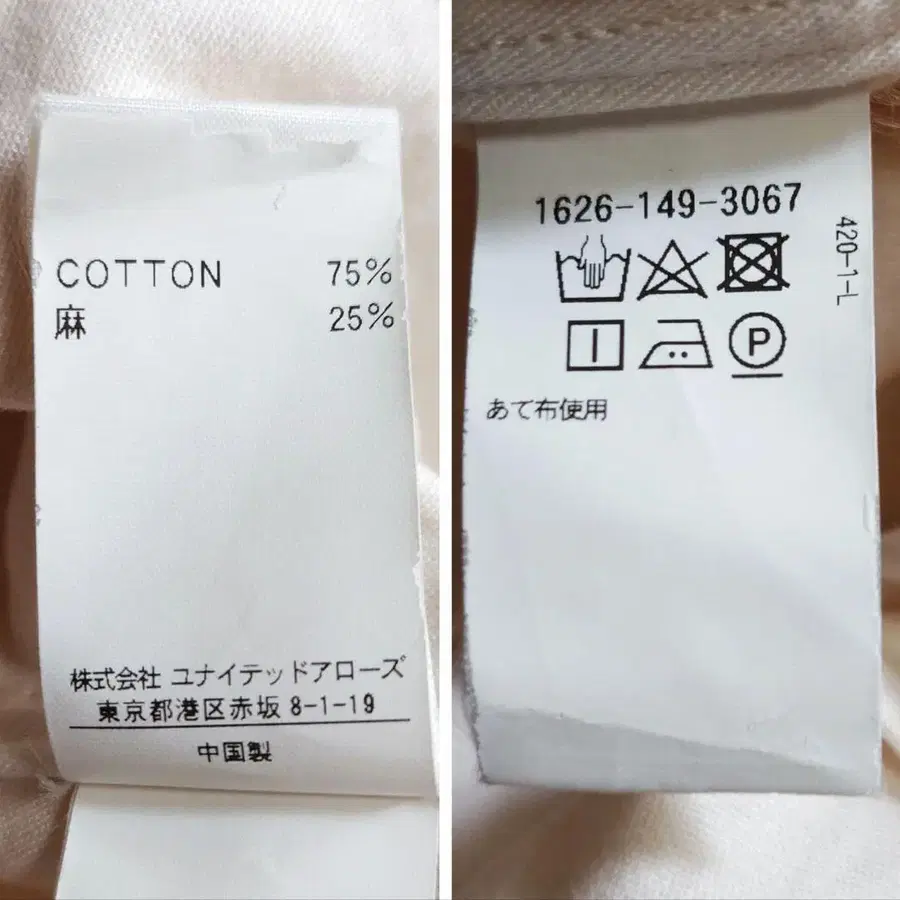 COTTON 75%
麻 25%
株式会社 ユナイテッドアローズ
東京都港区赤坂 8-1-19
中国製
1626-149-3067
420-1-L
P
あて布使用